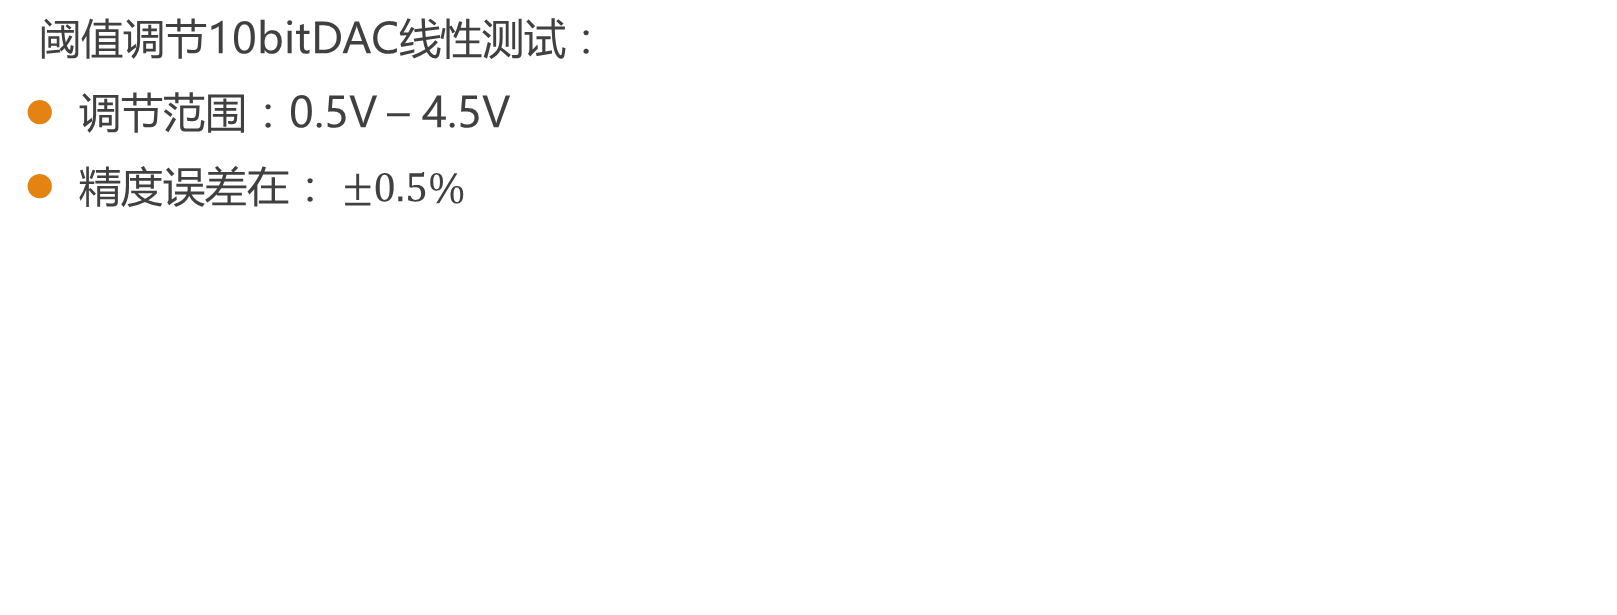 阈值调节10bitDAC线性测试：
调节范围：0.5V – 4.5V
精度误差在： ±0.5%